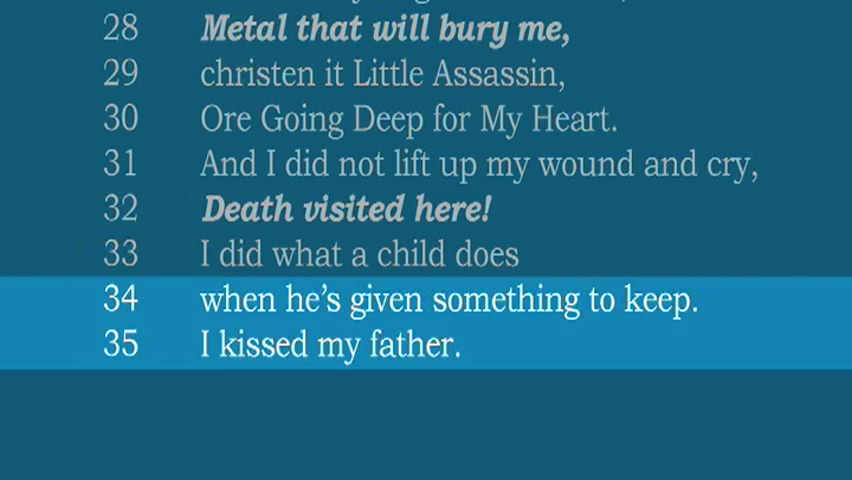 28 Metal that will bury me,
29 christen it Little Assassin,
30 Ore Going Deep for My Heart.
31 And I did not lift up my wound and cry,
32 Death visited here!
33 I did what a child does
34 when he’s given something to keep.
35 I kissed my father.